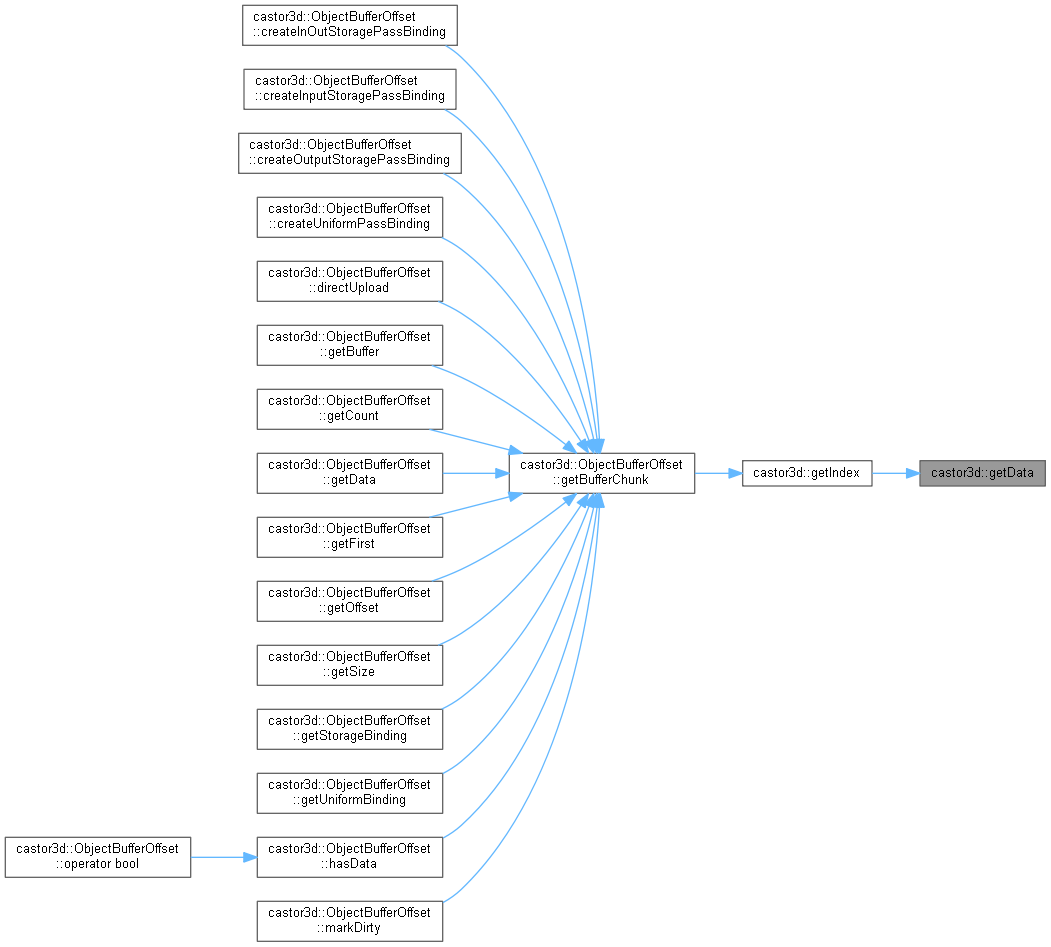 castor3d::ObjectBufferOffset
::createInOutStoragePassBinding
castor3d::ObjectBufferOffset
::createInputStoragePassBinding
castor3d::ObjectBufferOffset
::createOutputStoragePassBinding
castor3d::ObjectBufferOffset
::createUniformPassBinding
castor3d::ObjectBufferOffset
::directUpload
castor3d::ObjectBufferOffset
::getBuffer
castor3d::ObjectBufferOffset
::getCount
castor3d::ObjectBufferOffset
::getData
castor3d::ObjectBufferOffset
::getBufferChunk
castor3d::getIndex
castor3d::getData
castor3d::ObjectBufferOffset
::getFirst
castor3d::ObjectBufferOffset
::getOffset
castor3d::ObjectBufferOffset
::getSize
castor3d::ObjectBufferOffset
::getStorageBinding
castor3d::ObjectBufferOffset
::getUniformBinding
castor3d::ObjectBufferOffset
::operator bool
castor3d::ObjectBufferOffset
::hasData
castor3d::ObjectBufferOffset
::markDirty